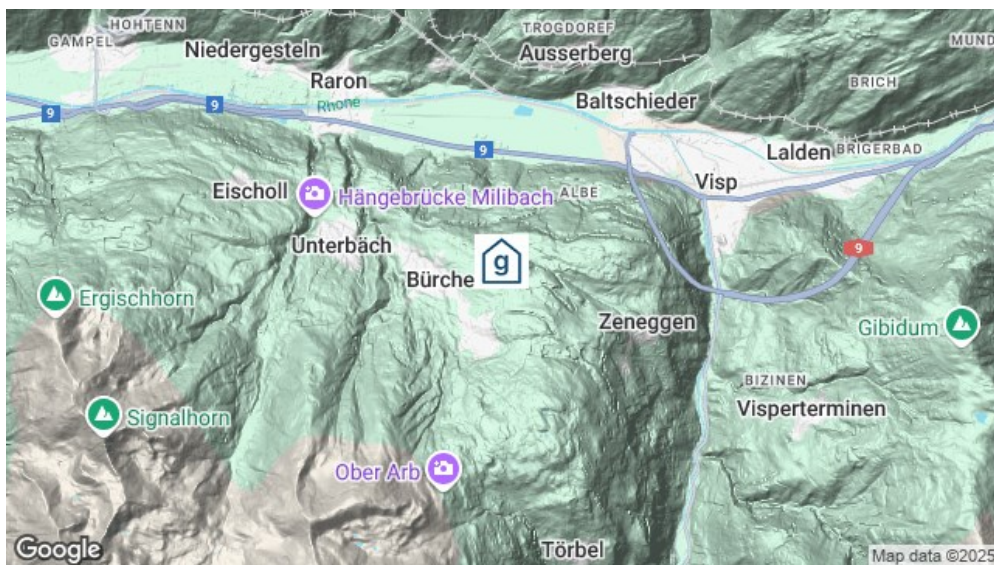 HOHTENN
GAMPEL
Niedergesteln
TROGDOREF
Ausserberg
MUND
Raron
Rhone
BRICH
9
9
Baltschieder
9
Lalden
BRIGERBAD
Eischoll
Hängebrücke Milibach
ALBE
Visp
Unterbäch
g
9
Bürche
Ergischhorn
Zeneggen
Gibidum
BIZINEN
Visperterminen
Signalhorn
Ober Arb
Törbel
Google
Map data ©2025